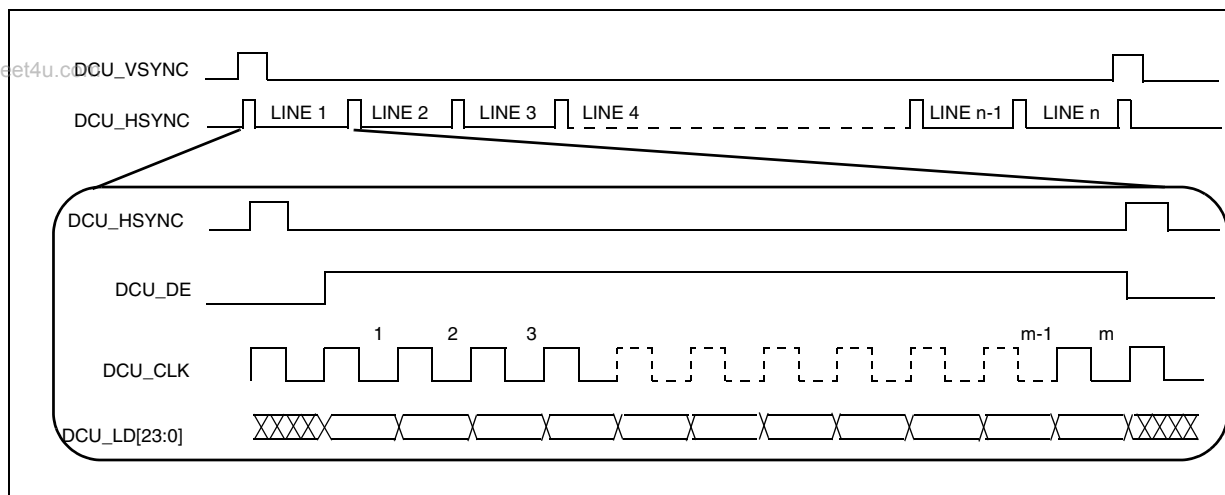 eet4u.com
DCU_VSYNC
DCU_HSYNC LINE 1 LINE 2 LINE 3 LINE 4 LINE n-1 LINE n
DCU_HSYNC
DCU_DE
1 2 3 m-1 m
DCU_CLK
DCU_LD[23:0]